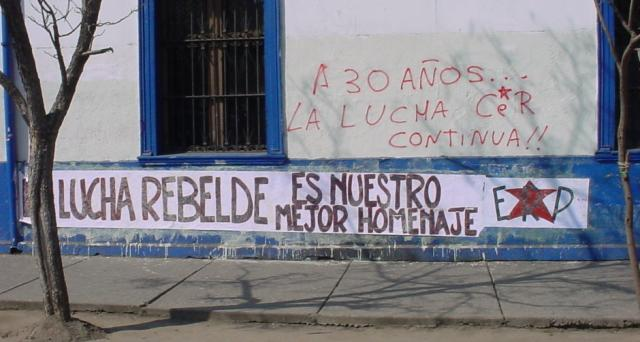 A 30 AÑOS...
LA LUCHA CeR
CONTINUA!!
LUCHA REBELDE ES NUESTRO
MEJOR HOMENAJE
E D